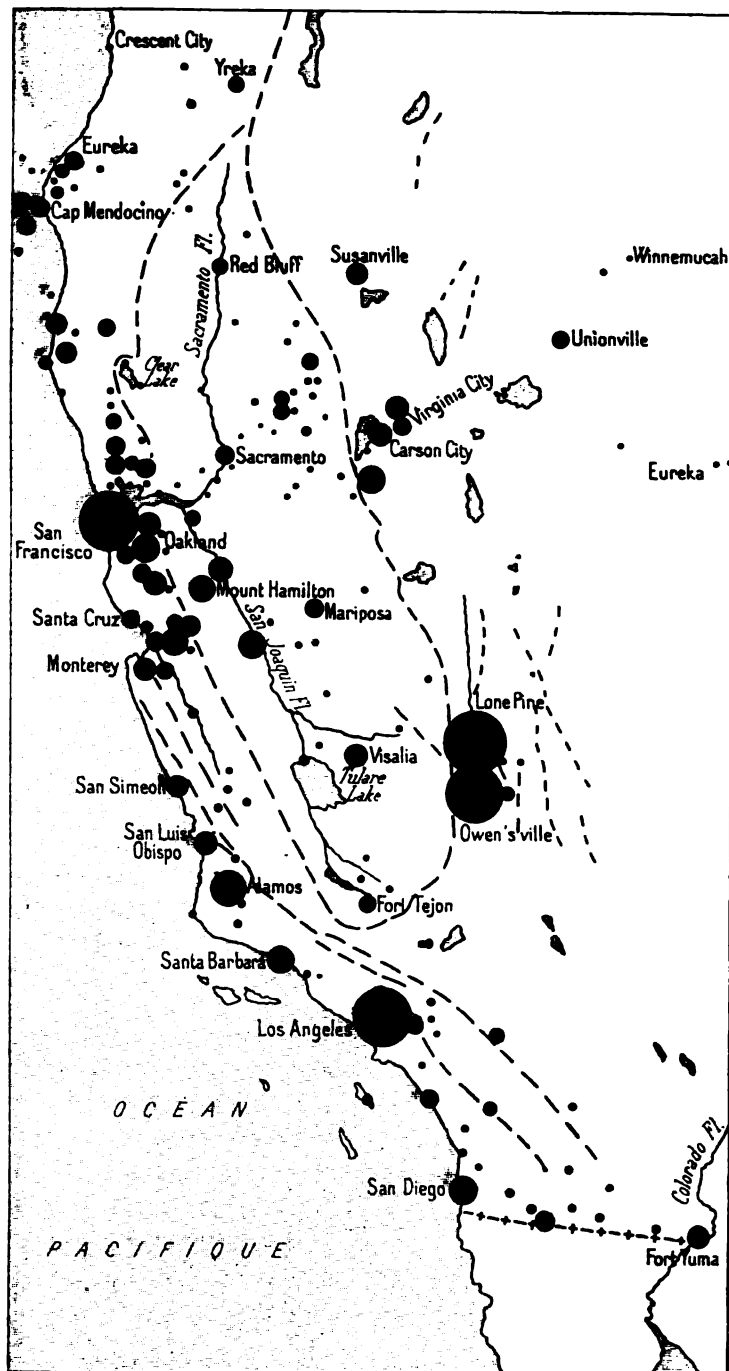 Crescent City
Yreka
Eureka
Cap Mendocino
Sacramento Fl.
Red Bluff
Susanville
Winnemucah
Unionville
Clear
Lake
Virginia City
Carson City
Sacramento
Eureka
San
Francisco
Oakland
Mount Hamilton
Santa Cruz
Mariposa
San Joaquin Fl.
Monterey
Lone Pine
Visalia
Tulare
Lake
San Simeon
Owen's ville
San Luis
Obispo
Alamos
Fort Tejon
Santa Barbara
Los Angeles
OCÉAN
Colorado Fl.
San Diego
PACIFIQUE
Fort Yuma